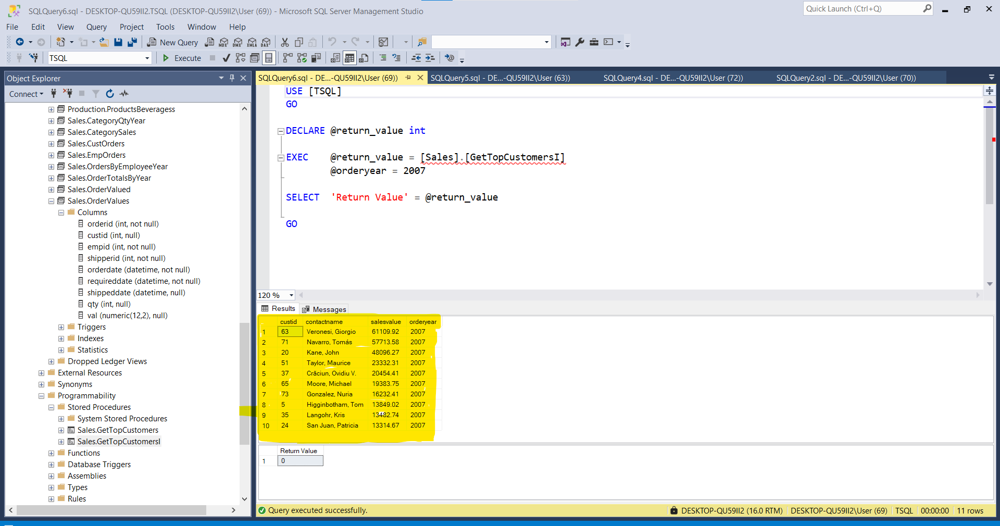 SQLQuery6.sql - DESKTOP-QU59II2.TSQL (DESKTOP-QU59II2\User (69)) - Microsoft SQL Server Management Studio
Quick Launch (Ctrl+Q)
File Edit View Query Project Tools Window Help
New Query MDX DMX XMLA DAX
TSQL Execute
Object Explorer
Connect
Production.ProductsBeveragess
Sales.CategoryQtyYear
Sales.CategorySales
Sales.CustOrders
Sales.EmpOrders
Sales.OrdersByEmployeeYear
Sales.OrderTotalsByYear
Sales.OrderValued
Sales.OrderValues
Columns
orderid (int, not null)
custid (int, null)
empid (int, not null)
shipperid (int, not null)
orderdate (datetime, not null)
requireddate (datetime, not null)
shippeddate (datetime, null)
qty (int, null)
val (numeric(12,2), null)
Triggers
Indexes
Statistics
Dropped Ledger Views
External Resources
Synonyms
Programmability
Stored Procedures
System Stored Procedures
Sales.GetTopCustomers
Sales.GetTopCustomersI
Functions
Database Triggers
Assemblies
Types
Rules
SQLQuery6.sql - DE...-QU59II2\User (69)) SQLQuery5.sql - DE...-QU59II2\User (63)) SQLQuery4.sql - DE...-QU59II2\User (72)) SQLQuery2.sql - DE...-QU59II2\User (70))
USE [TSQL]
GO
DECLARE @return_value int
EXEC @return_value = [Sales].[GetTopCustomersI]
@orderyear = 2007
SELECT 'Return Value' = @return_value
GO
120 %
Results Messages
custid contactname salesvalue orderyear
1 63 Veronesi, Giorgio 61109.92 2007
2 71 Navarro, Tomás 57713.58 2007
3 20 Kane, John 48096.27 2007
4 51 Taylor, Maurice 23332.31 2007
5 37 Crăciun, Ovidiu V. 20454.41 2007
6 65 Moore, Michael 19383.75 2007
7 73 Gonzalez, Nuria 16232.41 2007
8 5 Higginbotham, Tom 13849.02 2007
9 35 Langohr, Kris 13482.74 2007
10 24 San Juan, Patricia 13314.67 2007
Return Value
1 0
Query executed successfully. DESKTOP-QU59II2 (16.0 RTM) DESKTOP-QU59II2\User (69) TSQL 00:00:00 11 rows